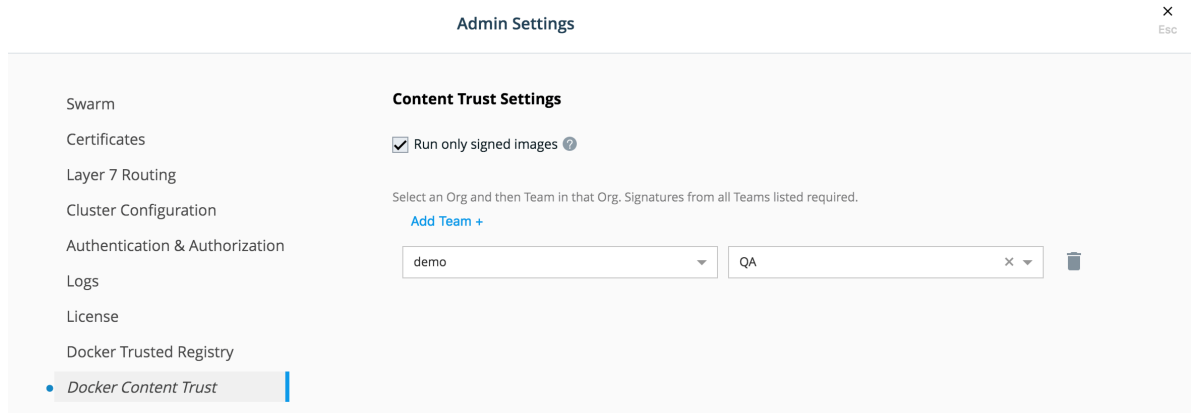 Admin Settings
×
Esc
Swarm
Certificates
Layer 7 Routing
Cluster Configuration
Authentication & Authorization
Logs
License
Docker Trusted Registry
Docker Content Trust
Content Trust Settings
Run only signed images ?
Select an Org and then Team in that Org. Signatures from all Teams listed required.
Add Team +
demo
QA ×